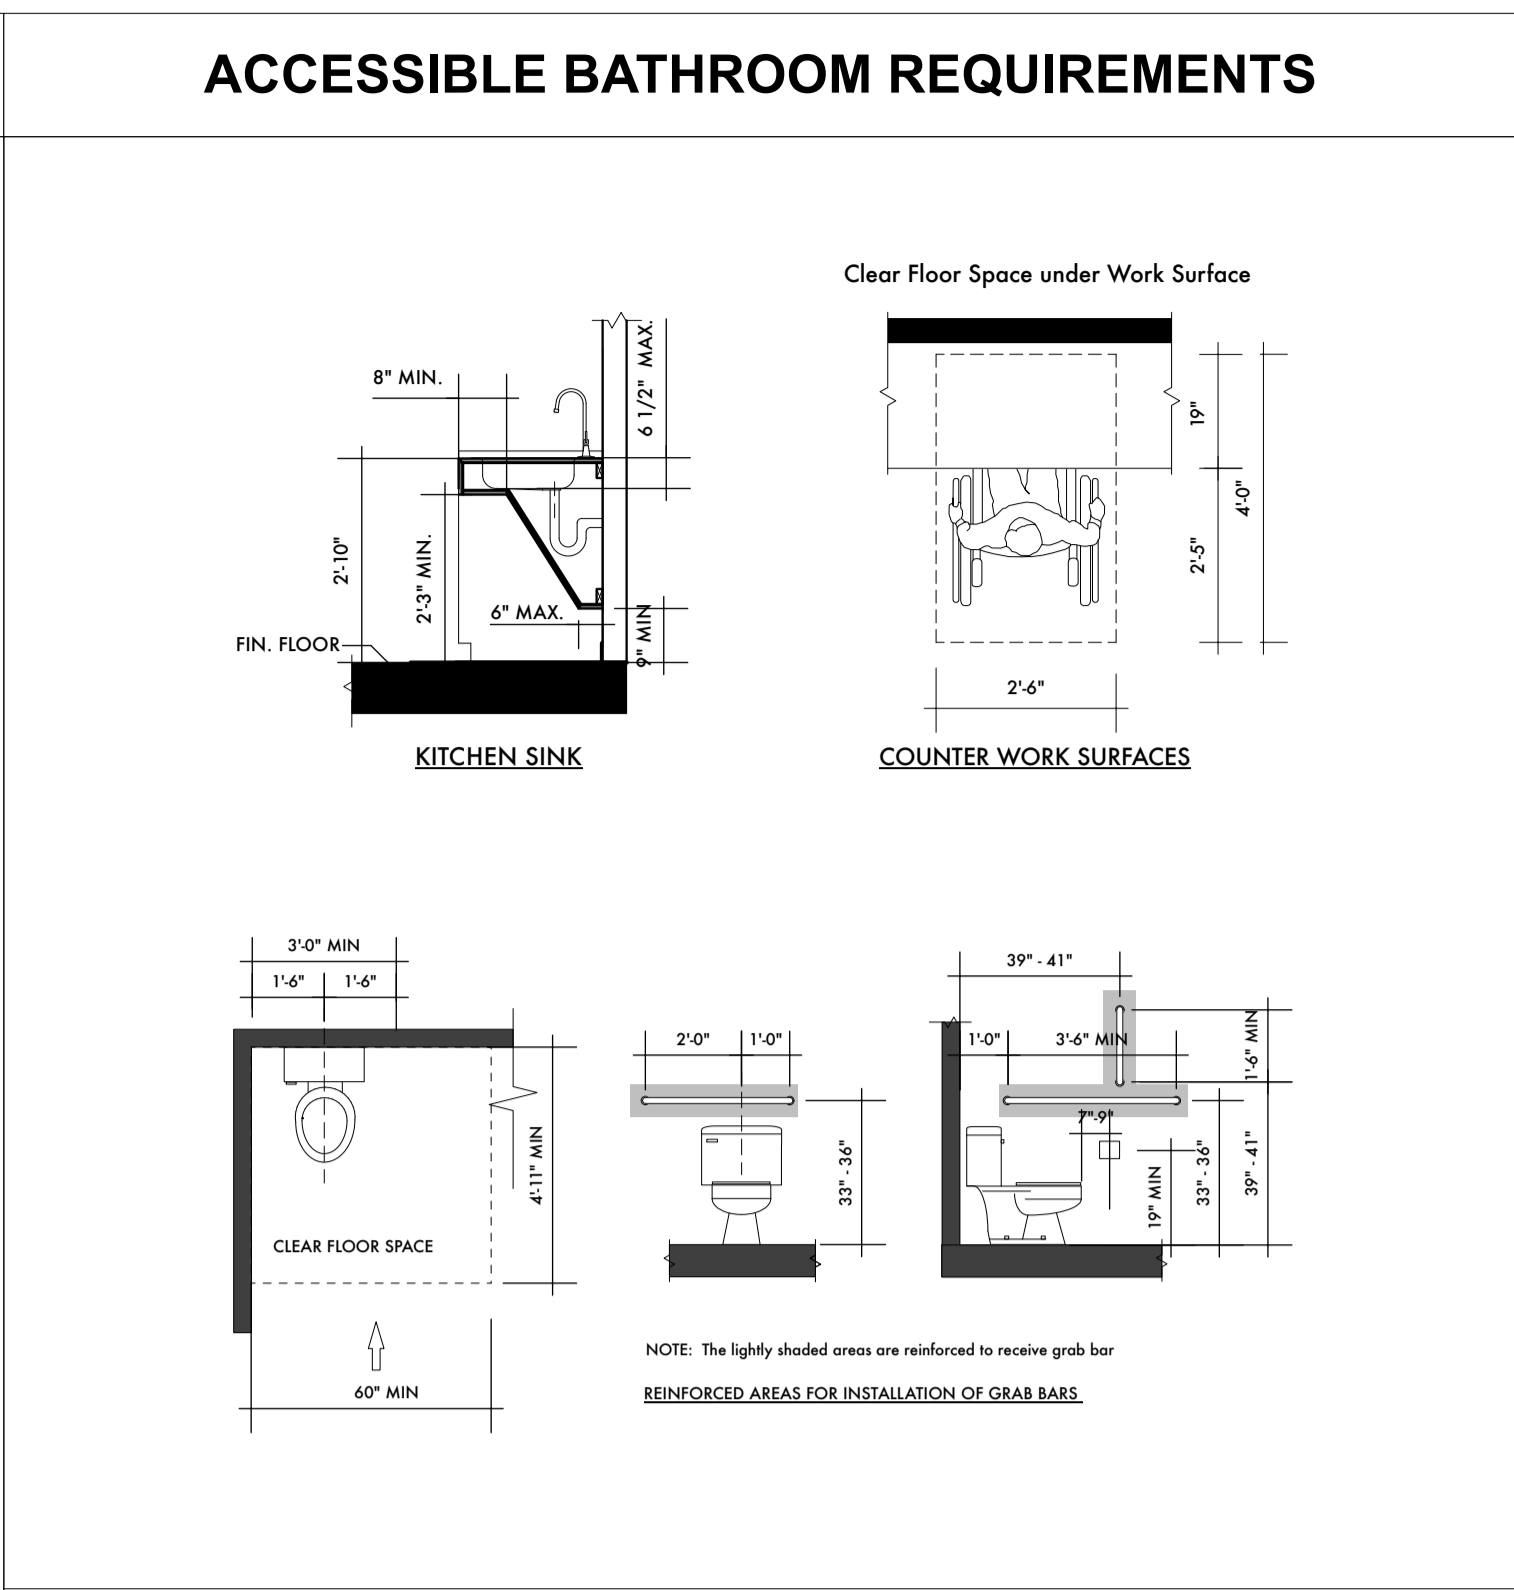 ACCESSIBLE BATHROOM REQUIREMENTS
Clear Floor Space under Work Surface
8" MIN.
6 1/2" MAX.
2'-10"
2'-3" MIN.
6" MAX.
9" MIN
FIN. FLOOR
KITCHEN SINK
19"
4'-0"
2'-5"
2'-6"
COUNTER WORK SURFACES
3'-0" MIN
1'-6" 1'-6"
4'-11" MIN
CLEAR FLOOR SPACE
60" MIN
2'-0" 1'-0"
33" - 36"
39" - 41"
1'-0" 3'-6" MIN
1'-6" MIN
7"-9"
19" MIN
33" - 36"
39" - 41"
NOTE: The lightly shaded areas are reinforced to receive grab bar
REINFORCED AREAS FOR INSTALLATION OF GRAB BARS